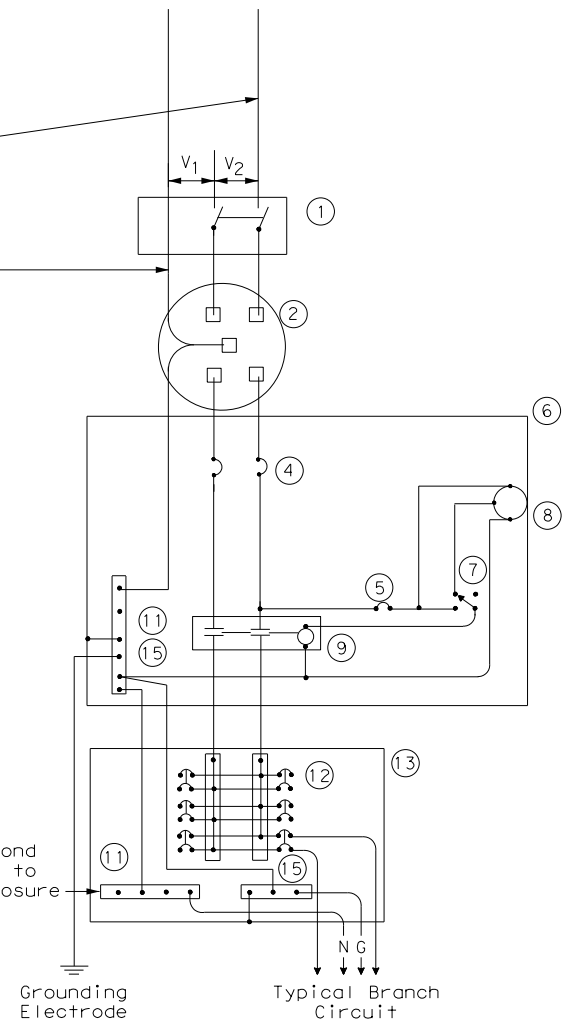 V1
V2
1
2
6
4
8
5
7
11
15
9
13
12
ond
to
osure
11
15
N G
Grounding
Electrode
Typical Branch
Circuit